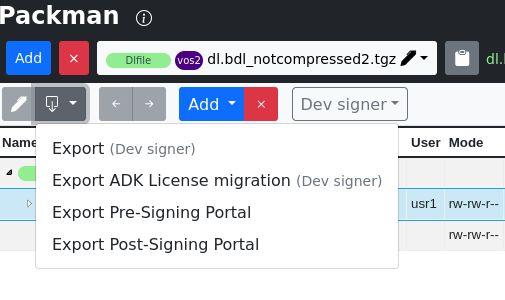 Packman
Add × Dlfile vos2 dl.bdl_notcompressed2.tgz dl.
Add × Dev signer
Name User Mode
Export (Dev signer)
Export ADK License migration (Dev signer)
usr1 rw-rw-r--
Export Pre-Signing Portal
rw-rw-r--
Export Post-Signing Portal